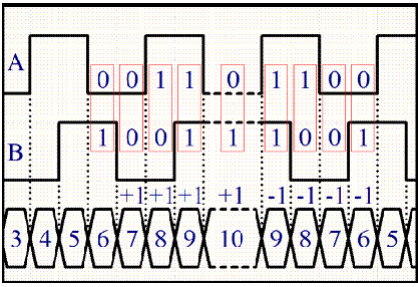 A 0 0 1 1 0 1 1 0 0
B 1 0 0 1 1 1 0 0 1
+1 +1 +1 +1 -1 -1 -1 -1
3 4 5 6 7 8 9 10 9 8 7 6 5